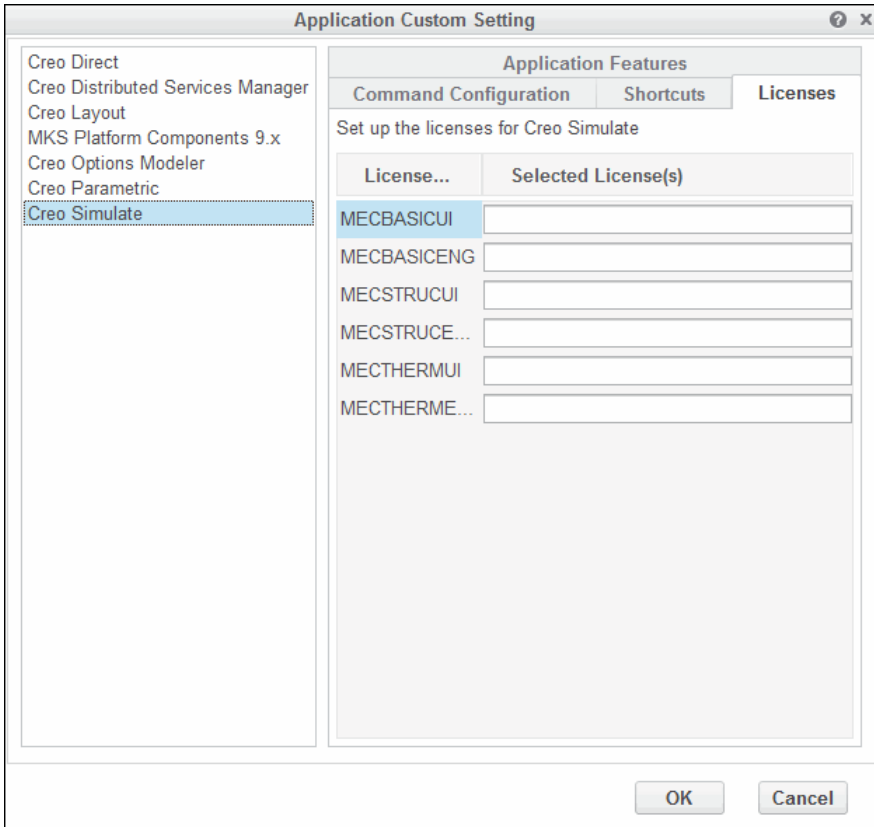 Application Custom Setting
Creo Direct
Creo Distributed Services Manager
Creo Layout
MKS Platform Components 9.x
Creo Options Modeler
Creo Parametric
Creo Simulate
Application Features
Command Configuration Shortcuts Licenses
Set up the licenses for Creo Simulate
License... Selected License(s)
MECBASICUI
MECBASICENG
MECSTRUCUI
MECSTRUCE...
MECTHERMUI
MECTHERME...
OK Cancel